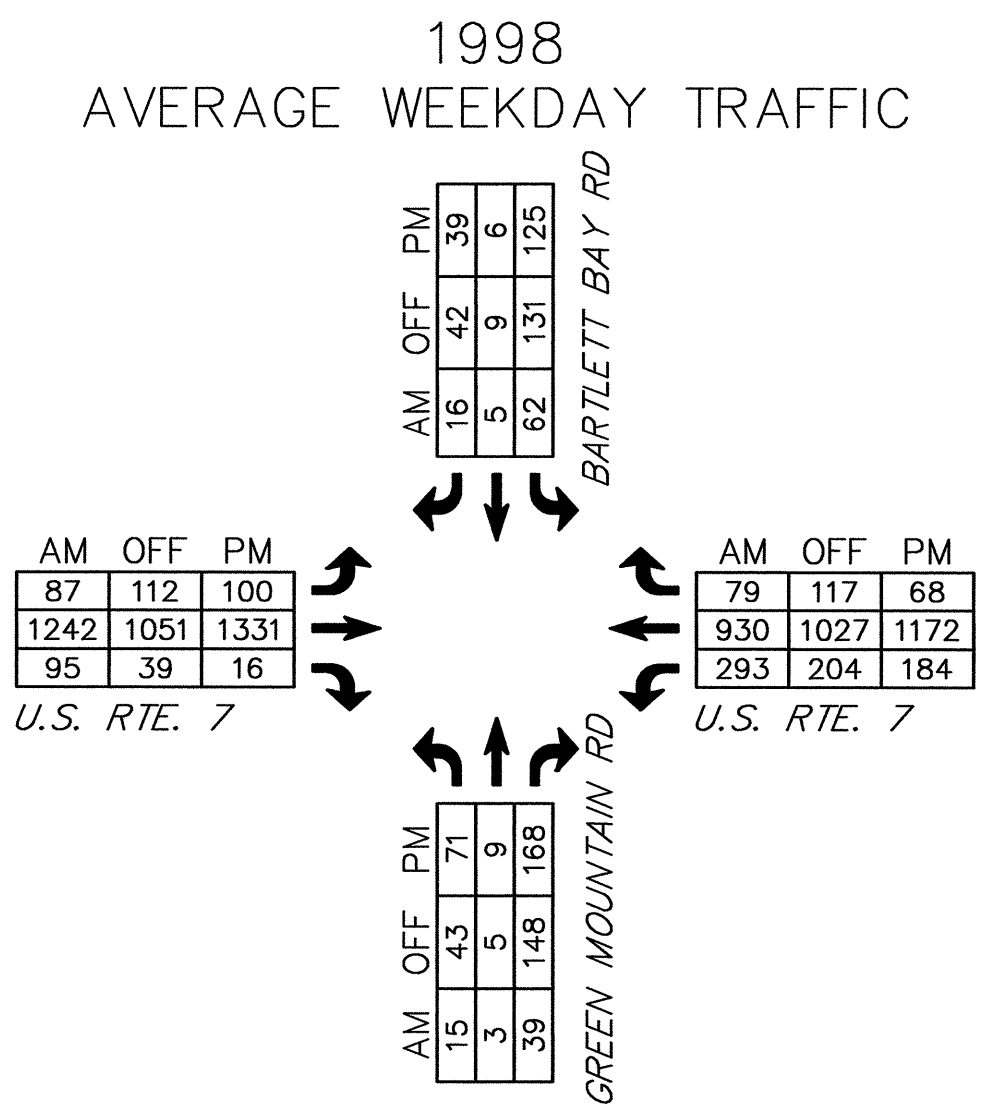 1998
AVERAGE WEEKDAY TRAFFIC
BARTLETT BAY RD
PM 39 6 125
OFF 42 9 131
AM 16 5 62
AM OFF PM
87 112 100
1242 1051 1331
95 39 16
U.S. RTE. 7
AM OFF PM
79 117 68
930 1027 1172
293 204 184
U.S. RTE. 7
GREEN MOUNTAIN RD
PM 71 9 168
OFF 43 5 148
AM 15 3 39